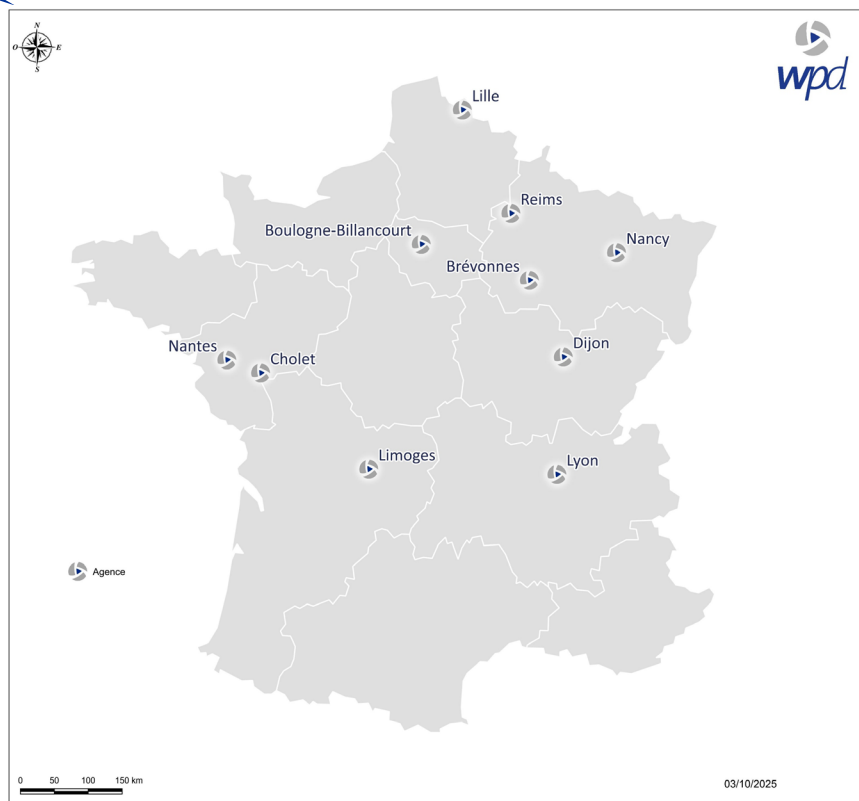 N
O E
S
wpd
Lille
Reims
Boulogne-Billancourt
Nancy
Brévonnes
Nantes
Cholet
Dijon
Limoges
Lyon
Agence
0 50 100 150 km
03/10/2025